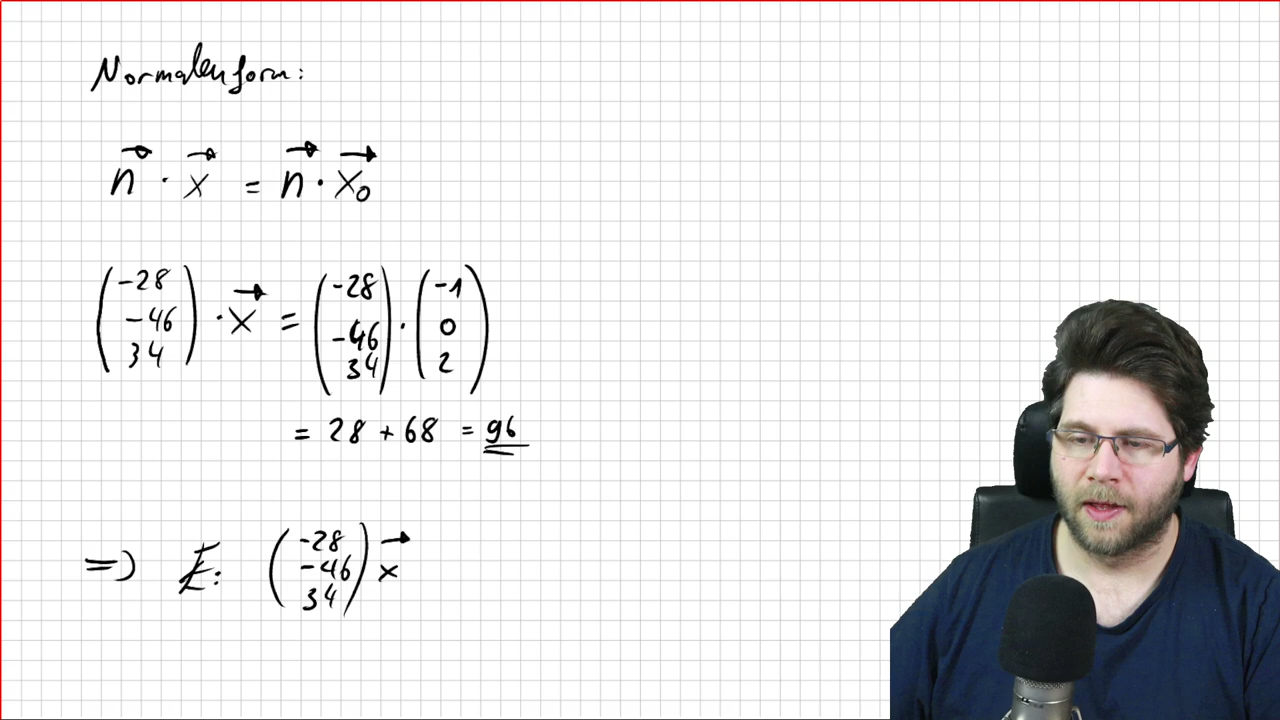 Normalenform:
n⃗ · x⃗ = n⃗ · x₀⃗
(-28 -46 34) · x⃗ = (-28 -46 34) · (-1 0 2)
= 28 + 68 = 96
=> E: (-28 -46 34) x⃗